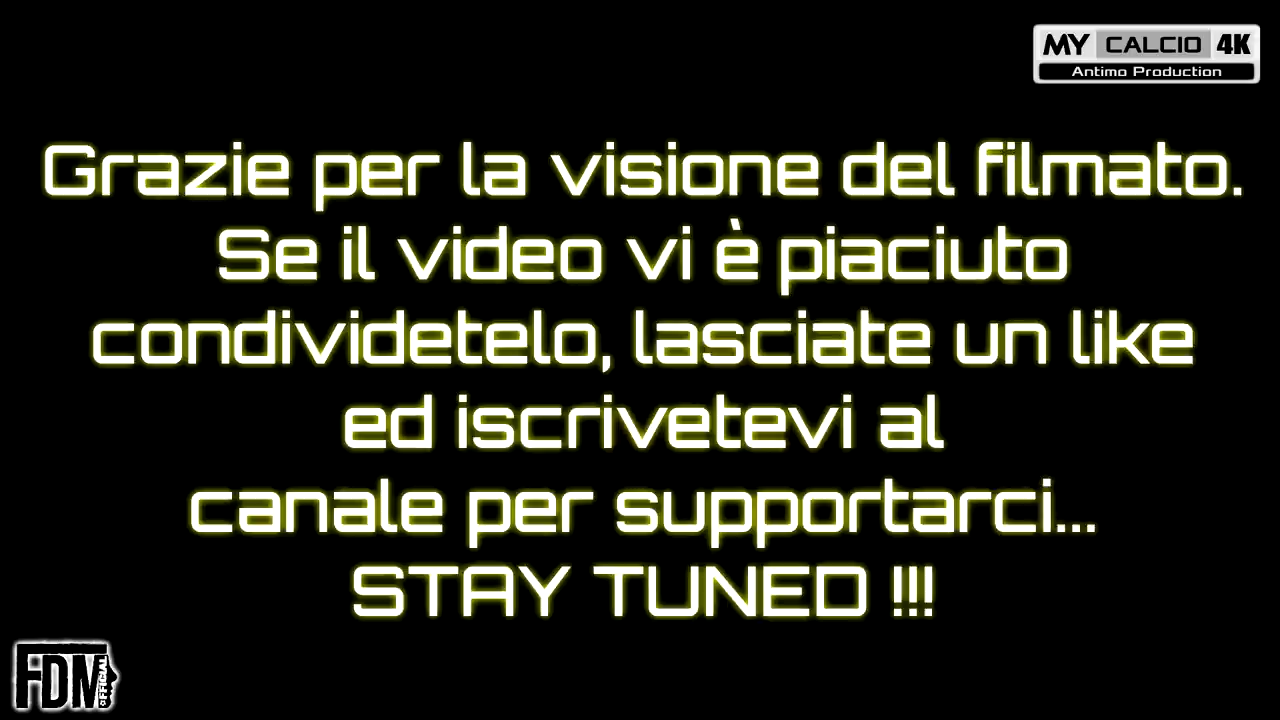 MY CALCIO 4K
Antimo Production
Grazie per la visione del filmato.
Se il video vi è piaciuto
condividetelo, lasciate un like
ed iscrivetevi al
canale per supportarci...
STAY TUNED !!!
FDM OFFICIAL